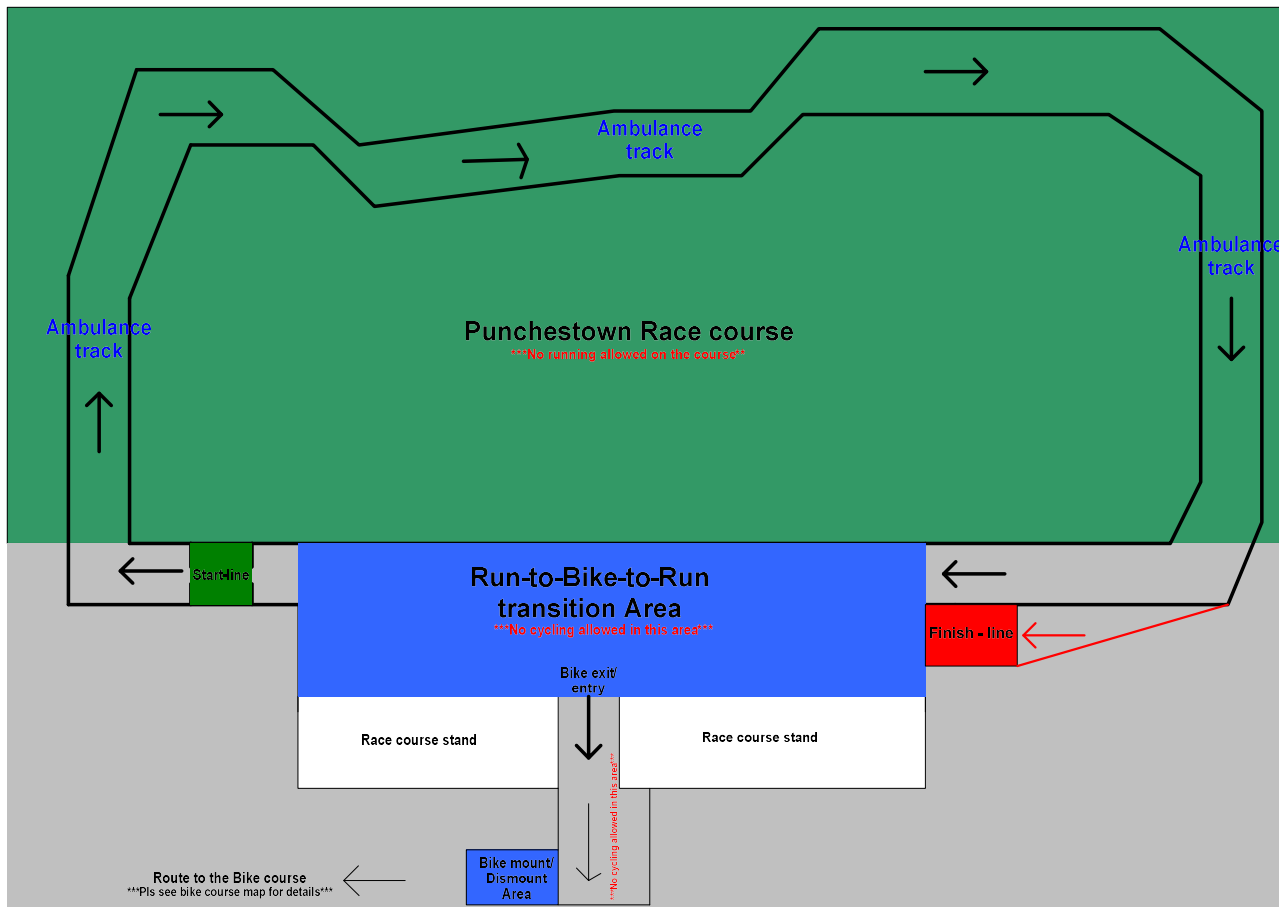 Ambulance
track
Ambulance
track
Ambulance
track
Punchestown Race course
***No running allowed on the course**
Start-line
Run-to-Bike-to-Run
transition Area
***No cycling allowed in this area***
Finish - line
Bike exit/
entry
Race course stand
Race course stand
***No cycling allowed in this area***
Bike mount/
Dismount
Area
Route to the Bike course
***Pls see bike course map for details***